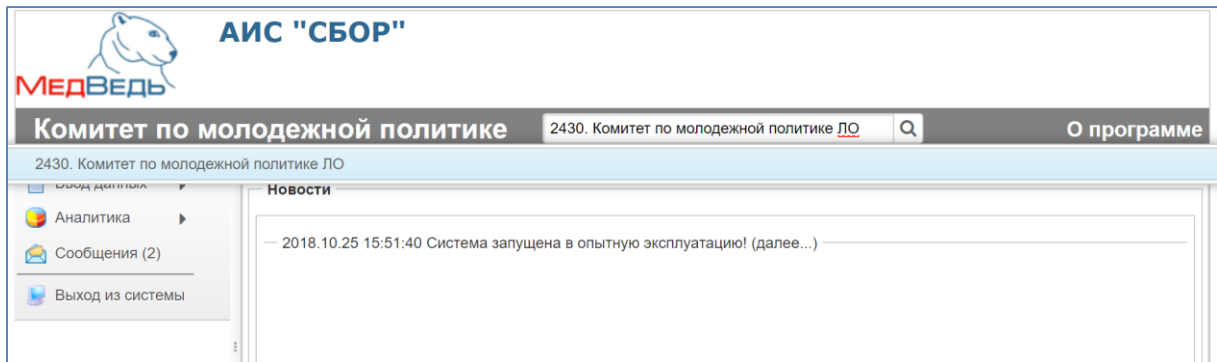 АИС "СБОР"
МЕДВЕДЬ
Комитет по молодежной политике
2430. Комитет по молодежной политике ЛО
О программе
2430. Комитет по молодежной политике ЛО
Ввод данных
Новости
Аналитика
2018.10.25 15:51:40 Система запущена в опытную эксплуатацию! (далее...)
Сообщения (2)
Выход из системы